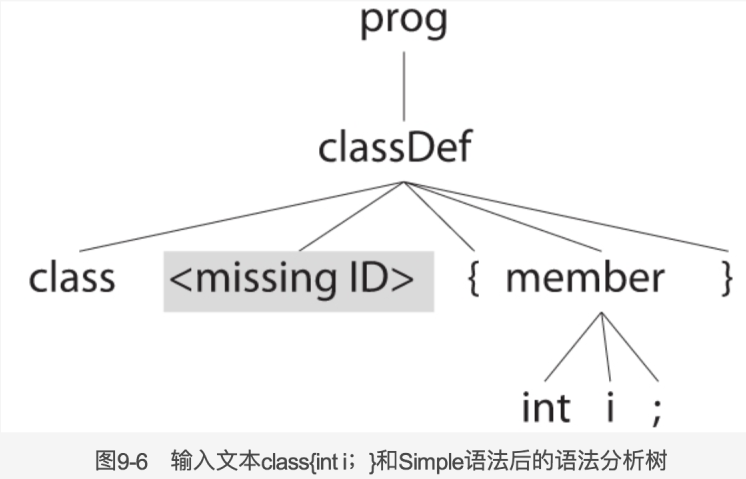 prog
classDef
class <missing ID> { member }
int i ;
图9-6 输入文本class{int i；}和Simple语法后的语法分析树